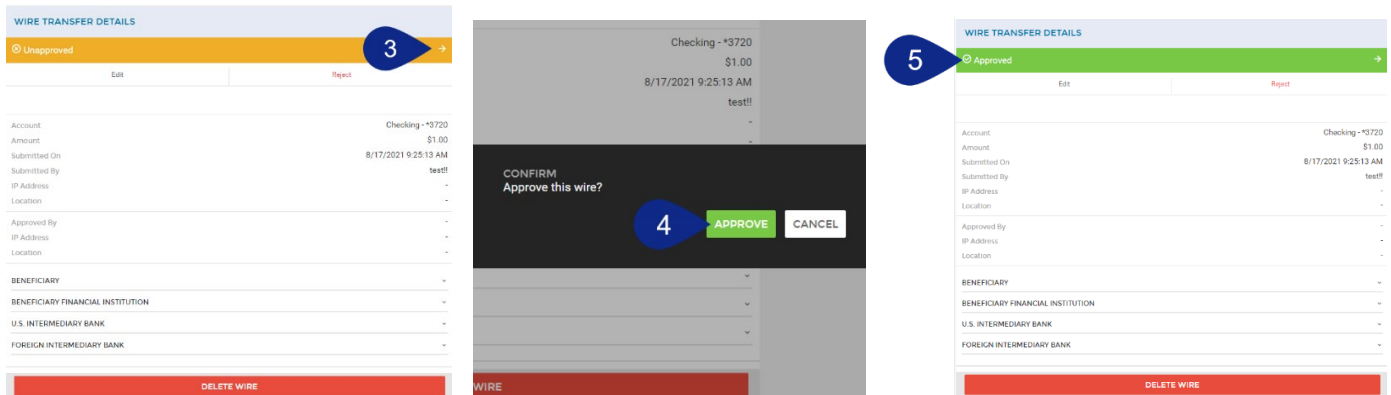 WIRE TRANSFER DETAILS
Unapproved
3
Edit Reject
Account Checking - *3720
Amount $1.00
Submitted On 8/17/2021 9:25:13 AM
Submitted By test!!
IP Address -
Location -
Approved By -
IP Address -
Location -
BENEFICIARY
BENEFICIARY FINANCIAL INSTITUTION
U.S. INTERMEDIARY BANK
FOREIGN INTERMEDIARY BANK
DELETE WIRE
Checking - *3720
$1.00
8/17/2021 9:25:13 AM
test!!
-
-
CONFIRM
Approve this wire?
4
APPROVE CANCEL
WIRE
WIRE TRANSFER DETAILS
5
Approved
Edit Reject
Account Checking - *3720
Amount $1.00
Submitted On 8/17/2021 9:25:13 AM
Submitted By test!!
IP Address -
Location -
Approved By -
IP Address -
Location -
BENEFICIARY
BENEFICIARY FINANCIAL INSTITUTION
U.S. INTERMEDIARY BANK
FOREIGN INTERMEDIARY BANK
DELETE WIRE